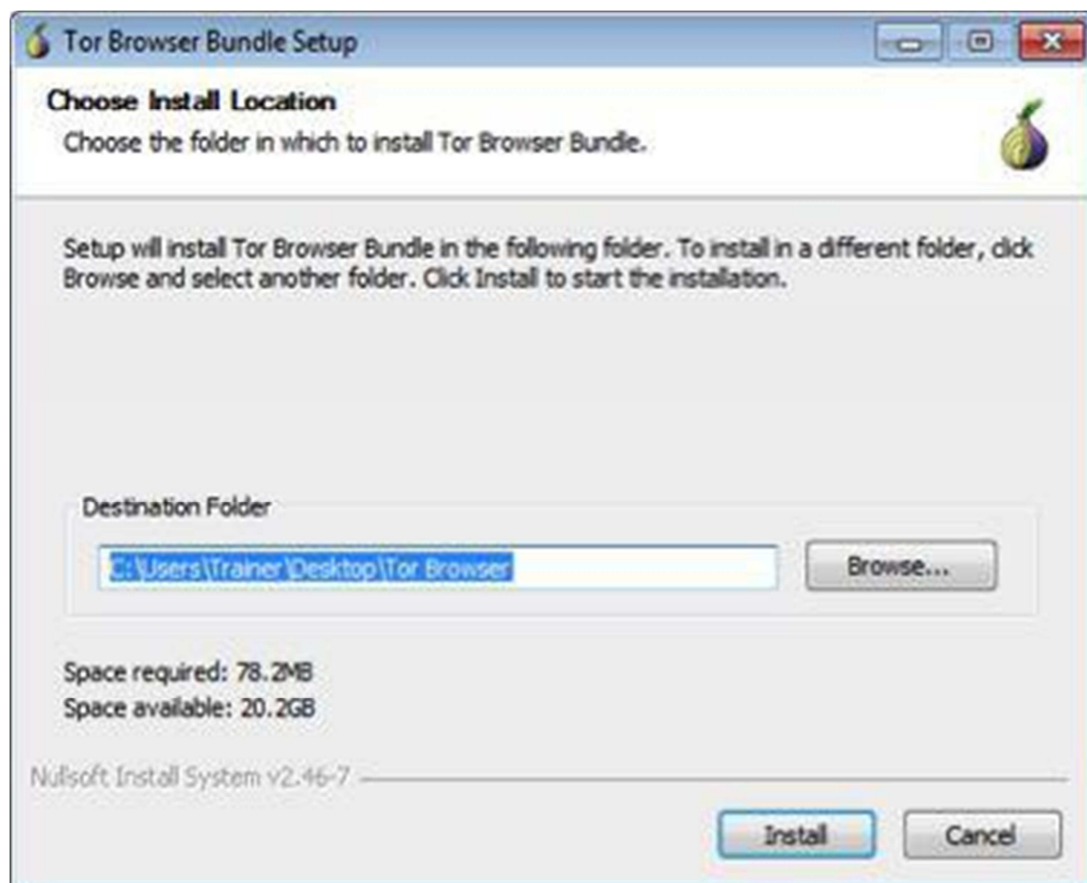 Tor Browser Bundle Setup
Choose Install Location
Choose the folder in which to install Tor Browser Bundle.
Setup will install Tor Browser Bundle in the following folder. To install in a different folder, click
Browse and select another folder. Click Install to start the installation.
Destination Folder
C:\Users\Trainer\Desktop\Tor Browser
Browse...
Space required: 78.2MB
Space available: 20.2GB
Nullsoft Install System v2.46-7
Install
Cancel